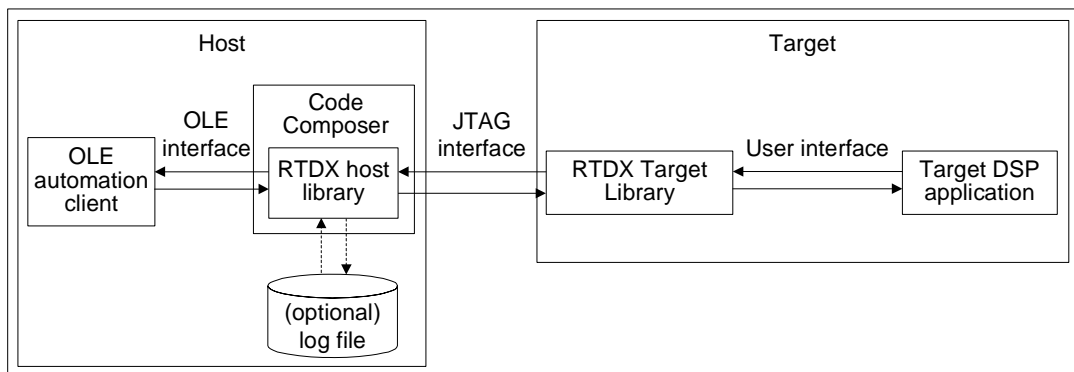 Host
Target
Code
Composer
OLE
interface
JTAG
interface
User interface
OLE
automation
client
RTDX host
library
RTDX Target
Library
Target DSP
application
(optional)
log file